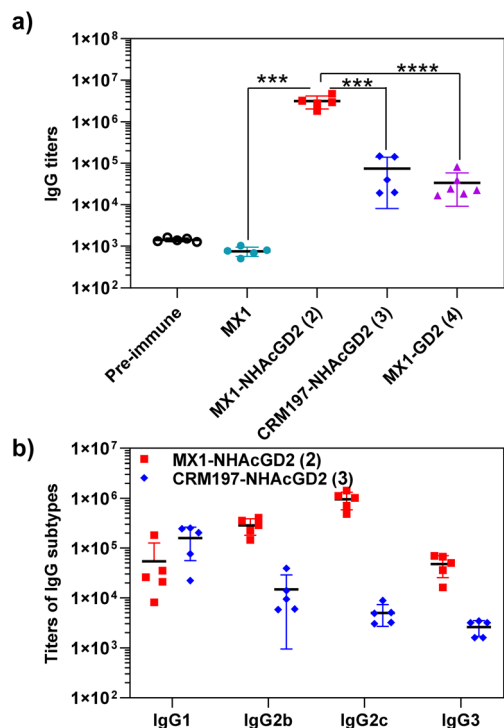 a)
IgG titers
1×10^8
1×10^7
1×10^6
1×10^5
1×10^4
1×10^3
1×10^2
***
***
****
Pre-immune
MX1
MX1-NHAcGD2 (2)
CRM197-NHAcGD2 (3)
MX1-GD2 (4)
b)
Titers of IgG subtypes
1×10^7
1×10^6
1×10^5
1×10^4
1×10^3
1×10^2
MX1-NHAcGD2 (2)
CRM197-NHAcGD2 (3)
IgG1 IgG2b IgG2c IgG3